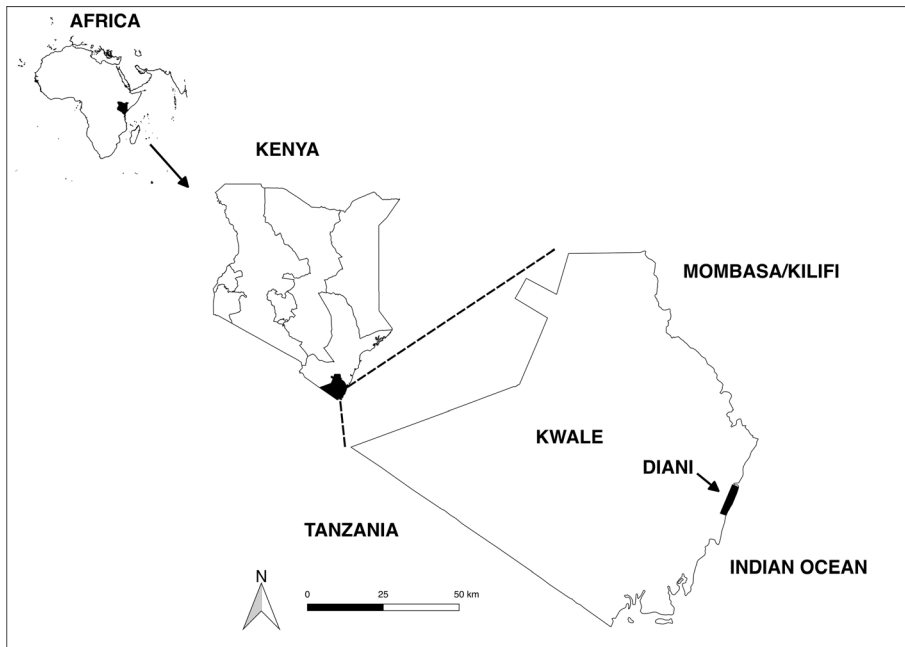 AFRICA
KENYA
MOMBASA/KILIFI
KWALE
DIANI
TANZANIA
INDIAN OCEAN
N
0 25 50 km